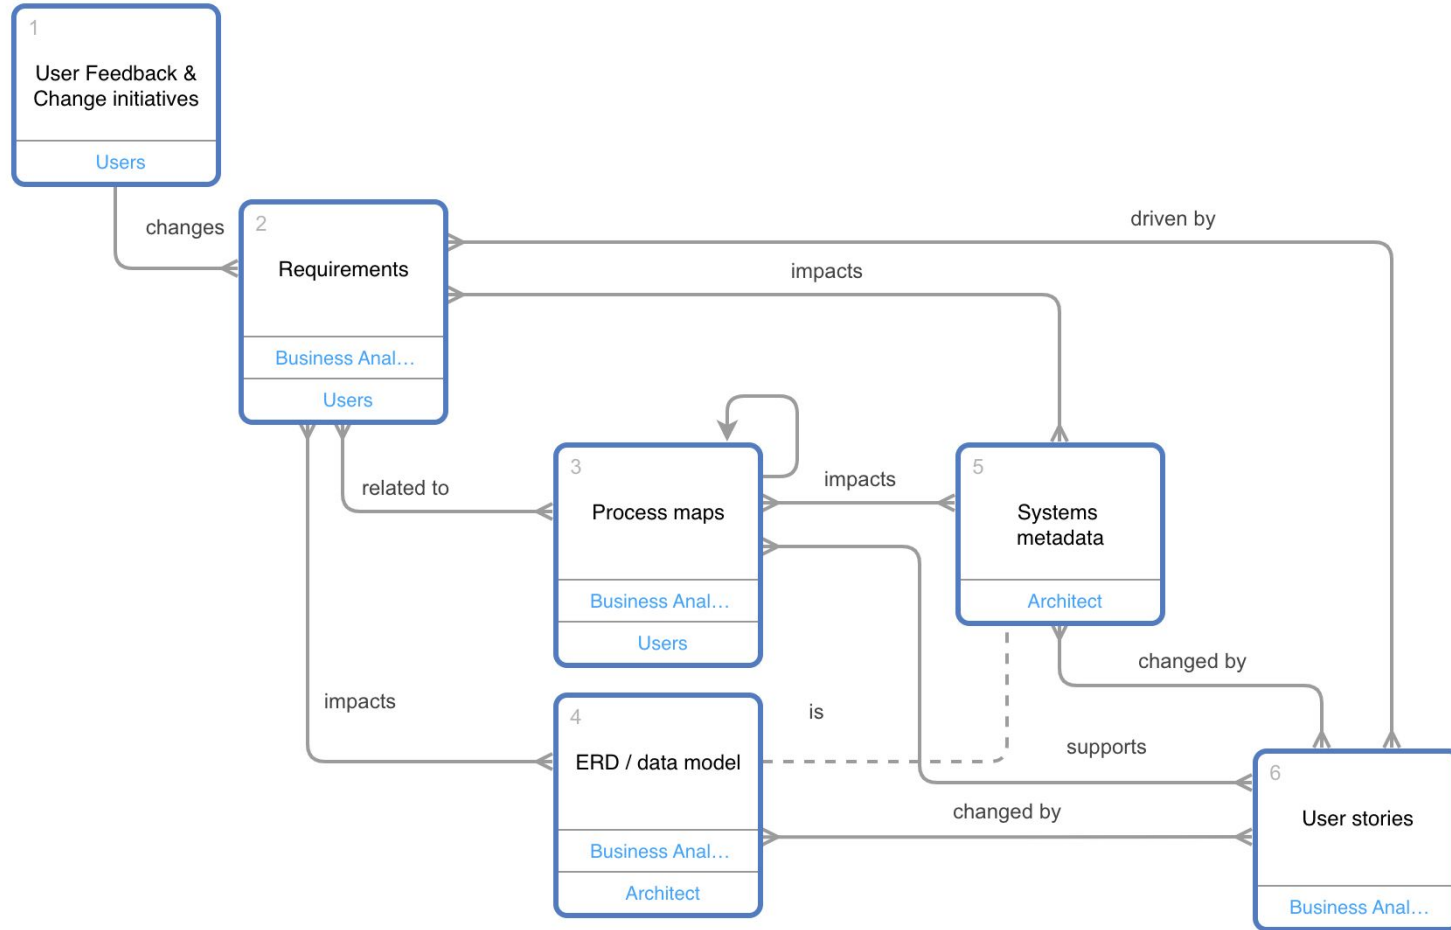 1
User Feedback &
Change initiatives
Users
changes
2
Requirements
Business Anal…
Users
driven by
impacts
related to
impacts
3
Process maps
Business Anal…
Users
impacts
5
Systems
metadata
Architect
changed by
is
supports
changed by
4
ERD / data model
Business Anal…
Architect
6
User stories
Business Anal…